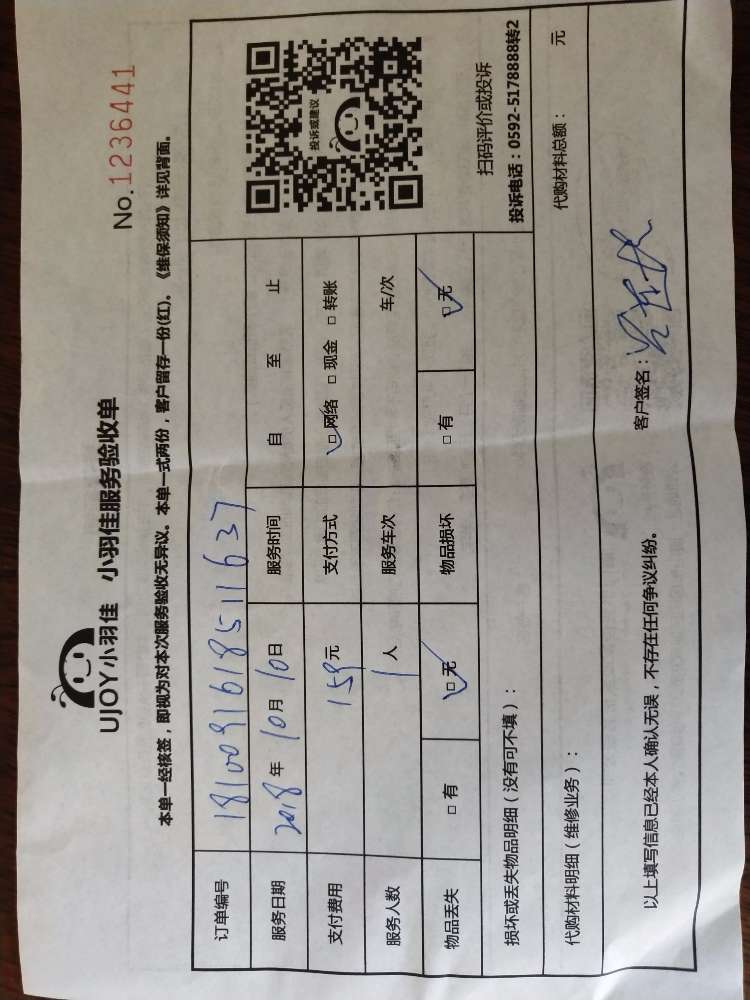 UJOY小羽佳 小羽佳服务验收单
No.1236441
本单一经核签，即视为对本次服务验收无异议。本单一式两份，客户留存一份(红)。《维保须知》详见背面。
订单编号 181009161851637
服务日期 2018年10月10日 服务时间 自 至 止
支付费用 159元 支付方式 □网络 □现金 □转账
服务人数 1人 服务车次 车/次
物品丢失 □有 □无 物品损坏 □有 □无
投诉或建议
扫码评价或投诉
投诉电话：0592-5178888转2
损坏或丢失物品明细（没有可不填）：
代购材料明细（维修业务）： 代购材料总额： 元
以上填写信息已经本人确认无误，不存在任何争议纠纷。
客户签名：